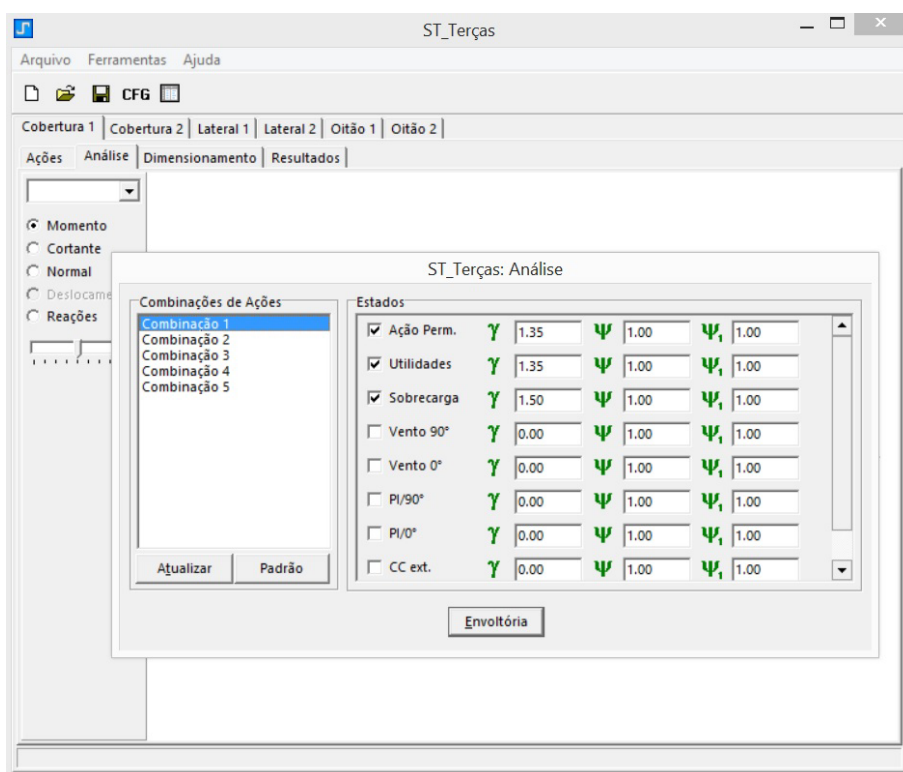 ST_Terças
Arquivo Ferramentas Ajuda
CFG
Cobertura 1 Cobertura 2 Lateral 1 Lateral 2 Oitão 1 Oitão 2
Ações Análise Dimensionamento Resultados
Momento
Cortante
Normal
Deslocame
Reações
ST_Terças: Análise
Combinações de Ações
Combinação 1
Combinação 2
Combinação 3
Combinação 4
Combinação 5
Atualizar Padrão
Estados
Ação Perm. γ 1.35 Ψ 1.00 Ψ1 1.00
Utilidades γ 1.35 Ψ 1.00 Ψ1 1.00
Sobrecarga γ 1.50 Ψ 1.00 Ψ1 1.00
Vento 90° γ 0.00 Ψ 1.00 Ψ1 1.00
Vento 0° γ 0.00 Ψ 1.00 Ψ1 1.00
PI/90° γ 0.00 Ψ 1.00 Ψ1 1.00
PI/0° γ 0.00 Ψ 1.00 Ψ1 1.00
CC ext. γ 0.00 Ψ 1.00 Ψ1 1.00
Envoltória